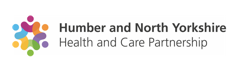 Humber and North Yorkshire
Health and Care Partnership